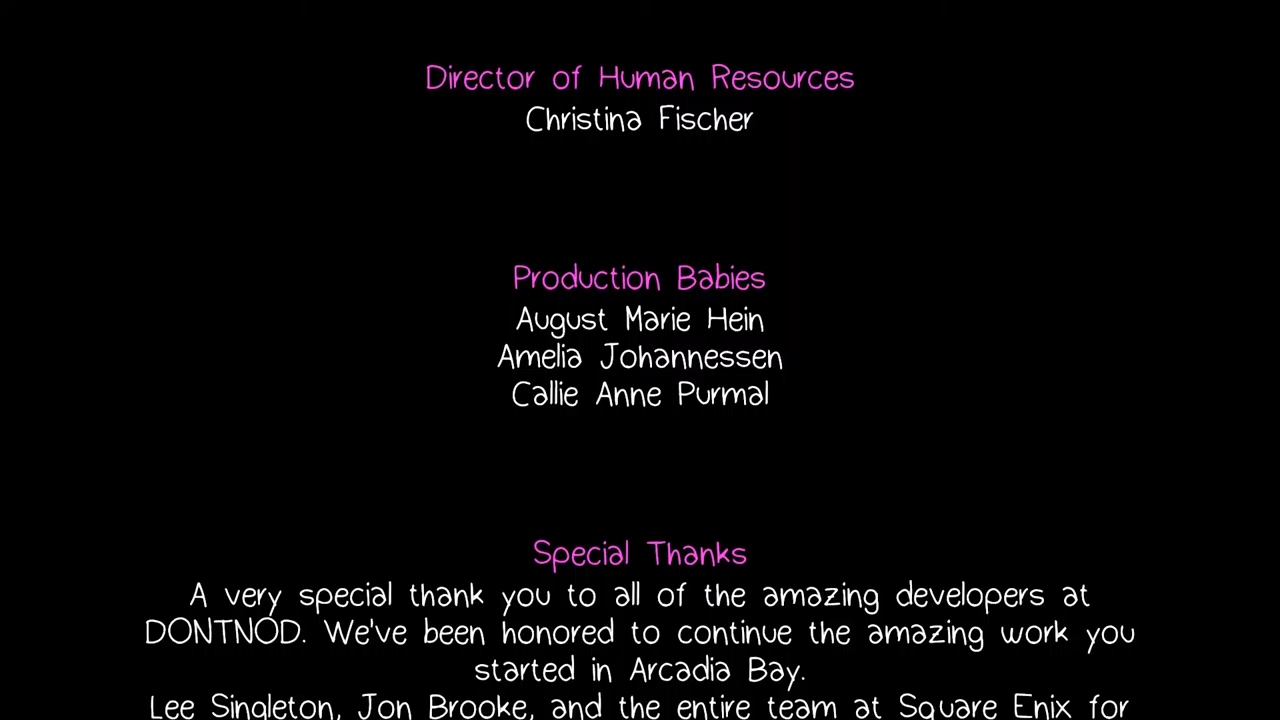 Director of Human Resources
Christina Fischer
Production Babies
August Marie Hein
Amelia Johannessen
Callie Anne Purmal
Special Thanks
A very special thank you to all of the amazing developers at
DONTNOD. We've been honored to continue the amazing work you
started in Arcadia Bay.
Lee Singleton, Jon Brooke, and the entire team at Square Enix for